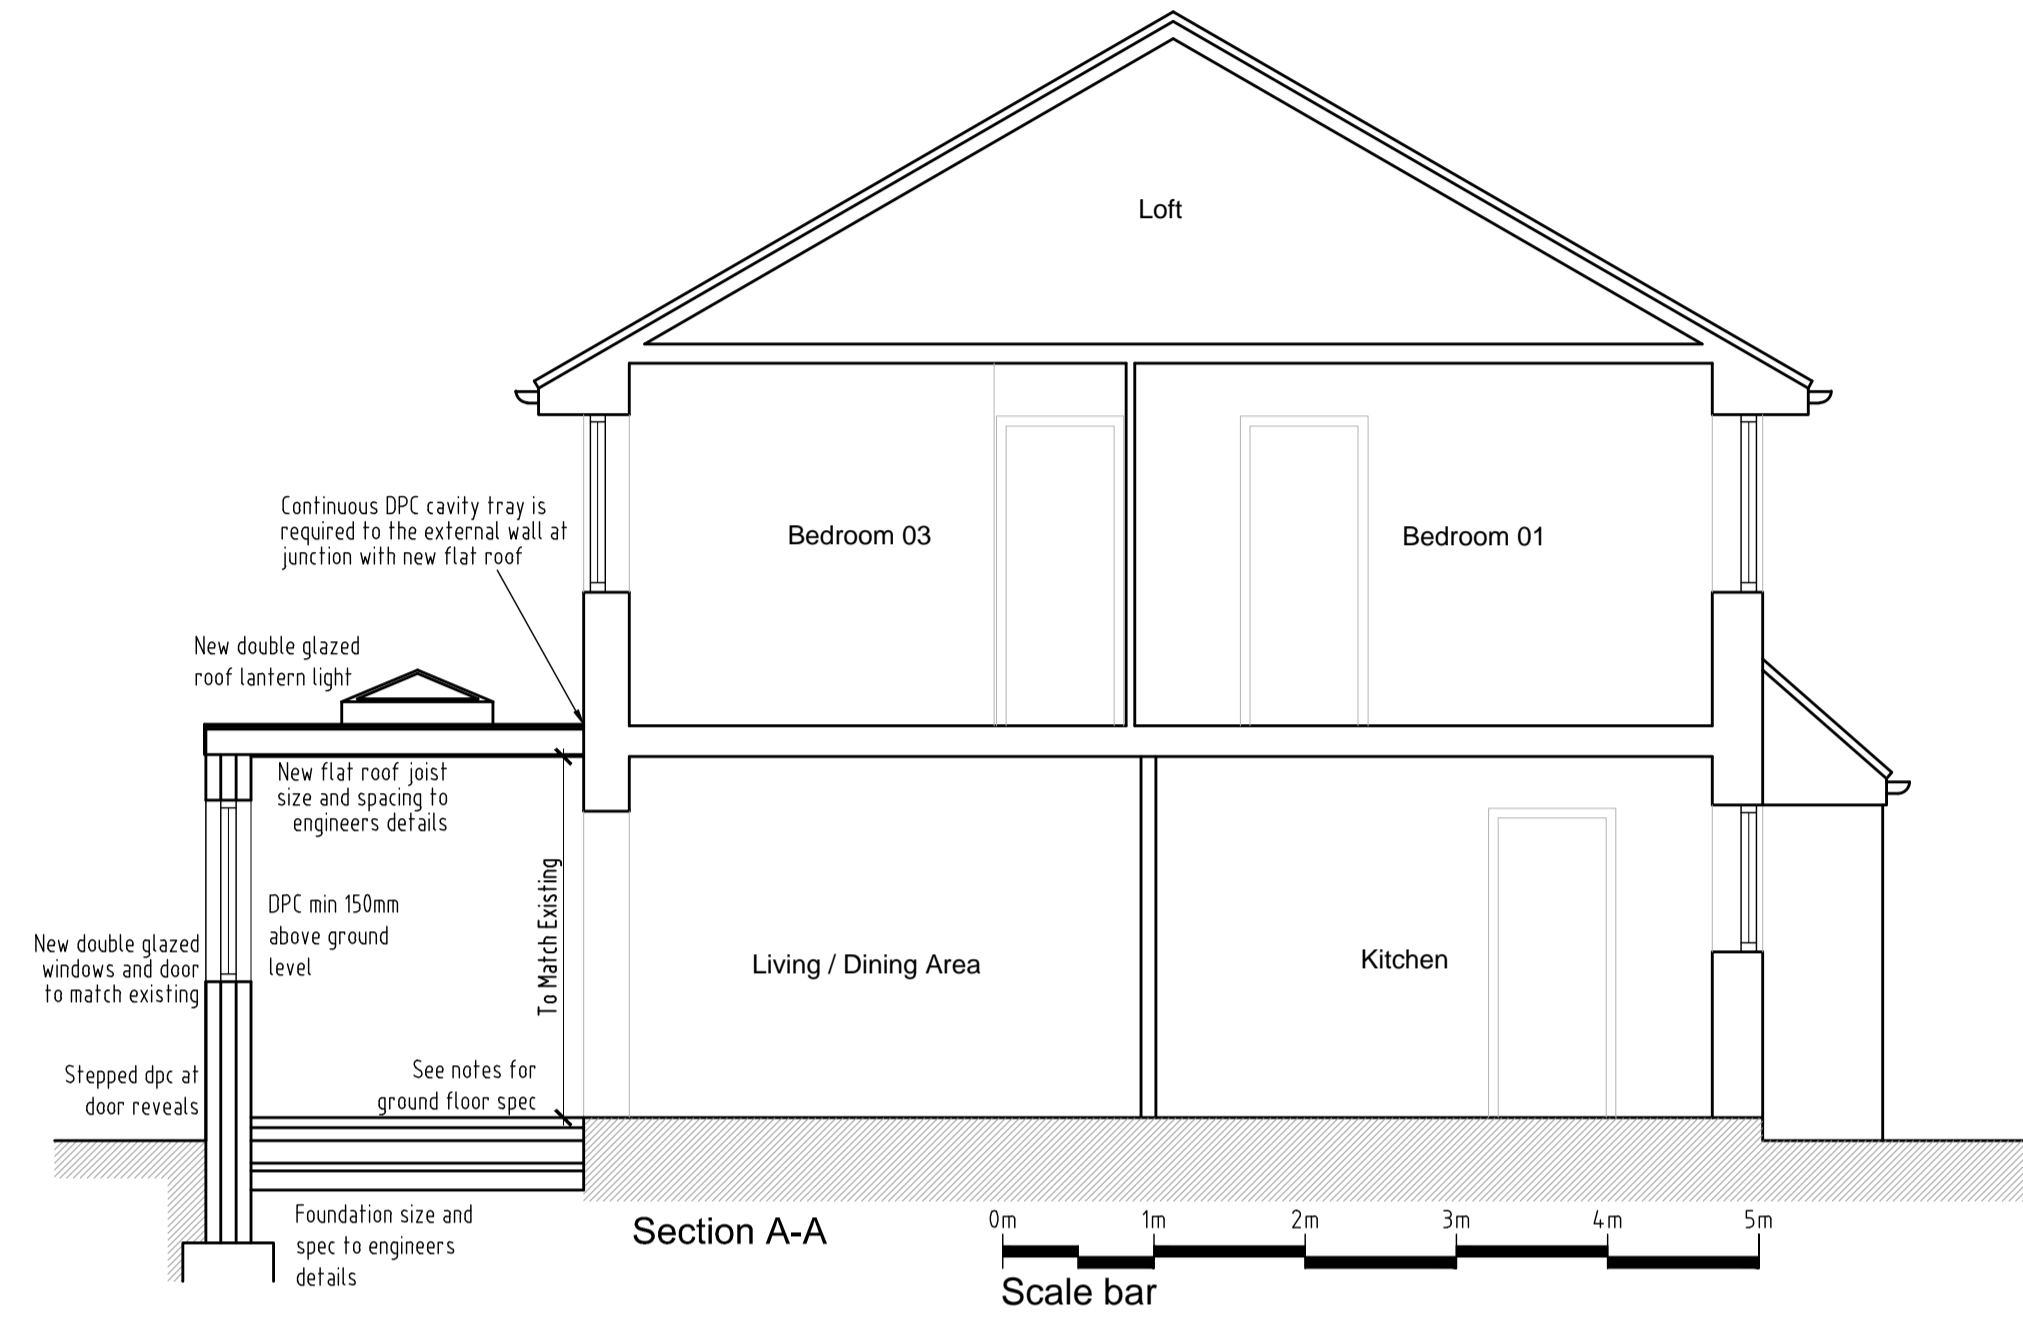 Loft
Continuous DPC cavity tray is
required to the external wall at
junction with new flat roof
Bedroom 03
Bedroom 01
New double glazed
roof lantern light
New flat roof joist
size and spacing to
engineers details
To Match Existing
DPC min 150mm
above ground
level
New double glazed
windows and door
to match existing
Living / Dining Area
Kitchen
Stepped dpc at
door reveals
See notes for
ground floor spec
Foundation size and
spec to engineers
details
Section A-A
0m 1m 2m 3m 4m 5m
Scale bar